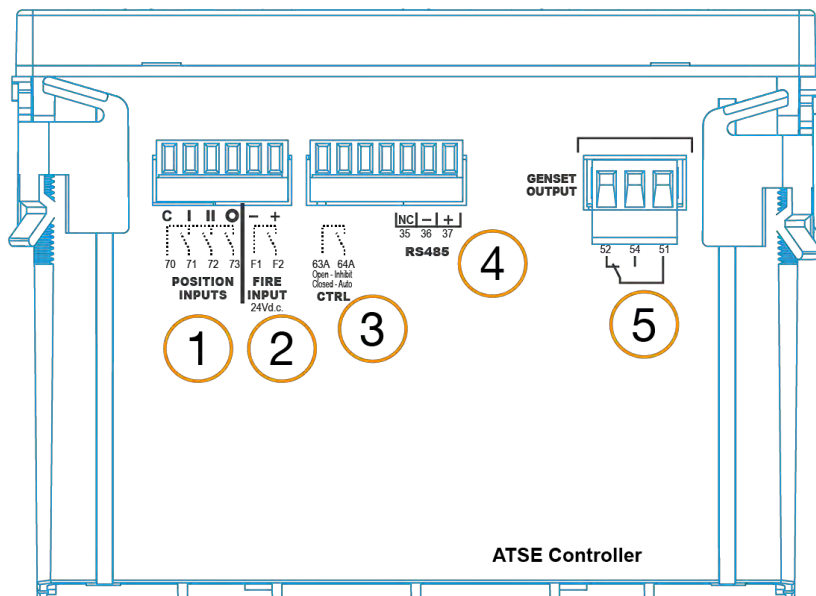 GENSET
OUTPUT
C I II O − +
NC − +
35 36 37
RS485
70 71 72 73 F1 F2
63A 64A
Open - Inhibit
Closed - Auto
CTRL
POSITION
INPUTS
FIRE
INPUT
24Vd.c.
52 54 51
1
2
3
4
5
ATSE Controller